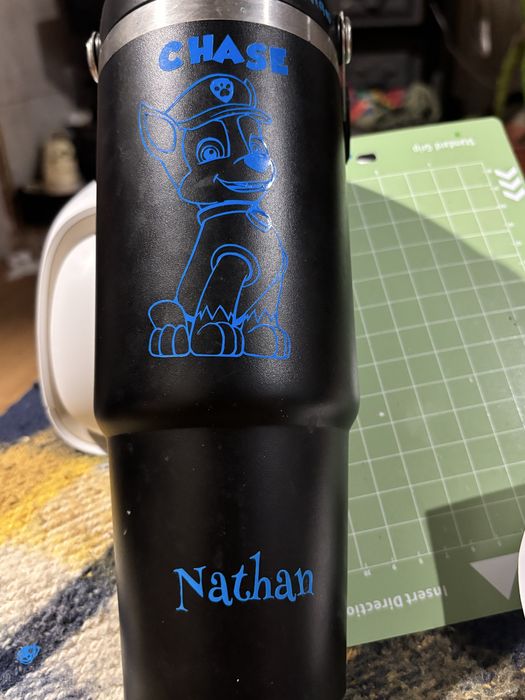 CHASE
Nathan
Standard Grip
Insert Directio